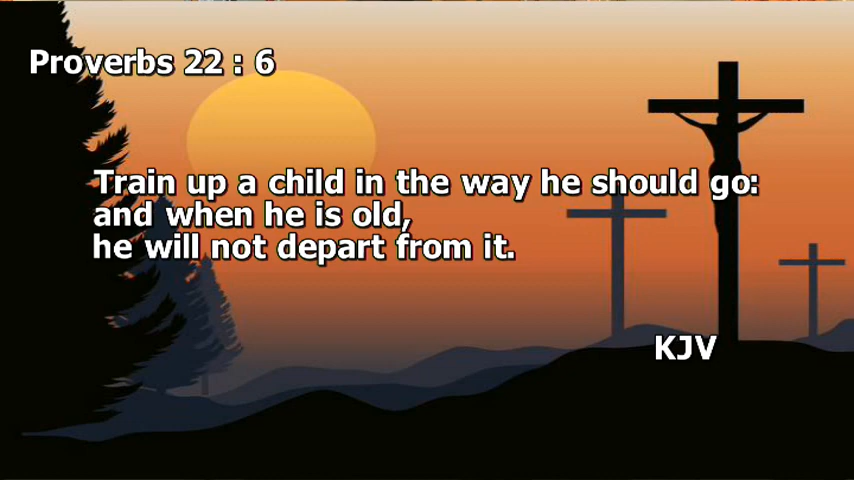 Proverbs 22 : 6
Train up a child in the way he should go:
and when he is old,
he will not depart from it.
KJV